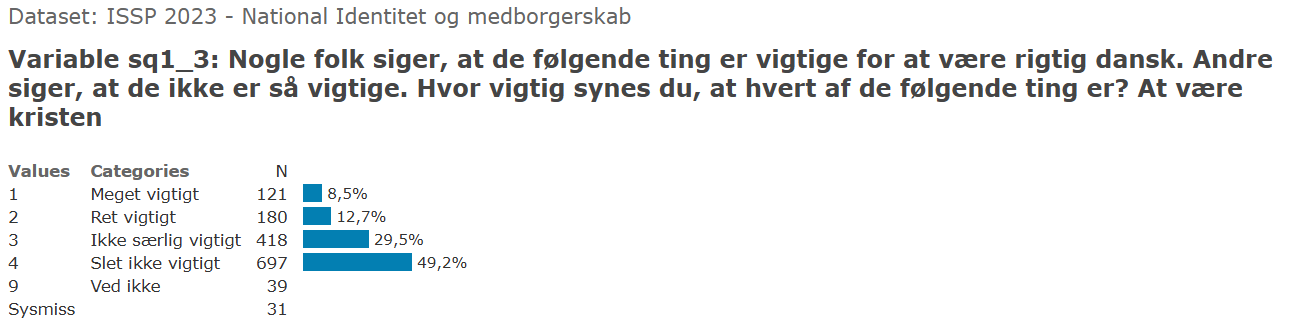 Dataset: ISSP 2023 - National Identitet og medborgerskab
Variable sq1_3: Nogle folk siger, at de følgende ting er vigtige for at være rigtig dansk. Andre
siger, at de ikke er så vigtige. Hvor vigtig synes du, at hvert af de følgende ting er? At være
kristen
Values Categories N
1 Meget vigtigt 121 8,5%
2 Ret vigtigt 180 12,7%
3 Ikke særlig vigtigt 418 29,5%
4 Slet ikke vigtigt 697 49,2%
9 Ved ikke 39
Sysmiss 31